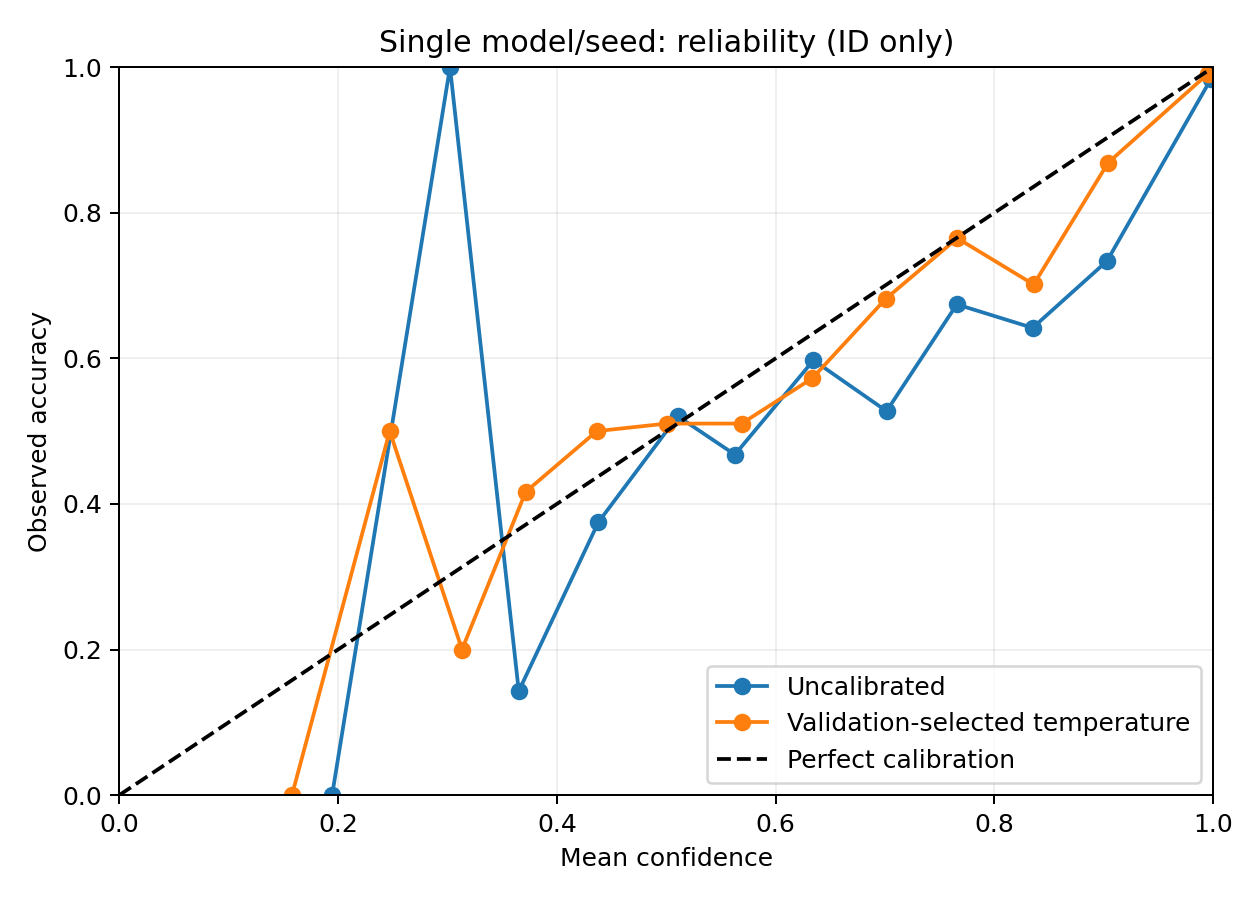 Single model/seed: reliability (ID only)
1.0
0.8
0.6
0.4
0.2
0.0
Observed accuracy
Uncalibrated
Validation-selected temperature
Perfect calibration
0.0 0.2 0.4 0.6 0.8 1.0
Mean confidence